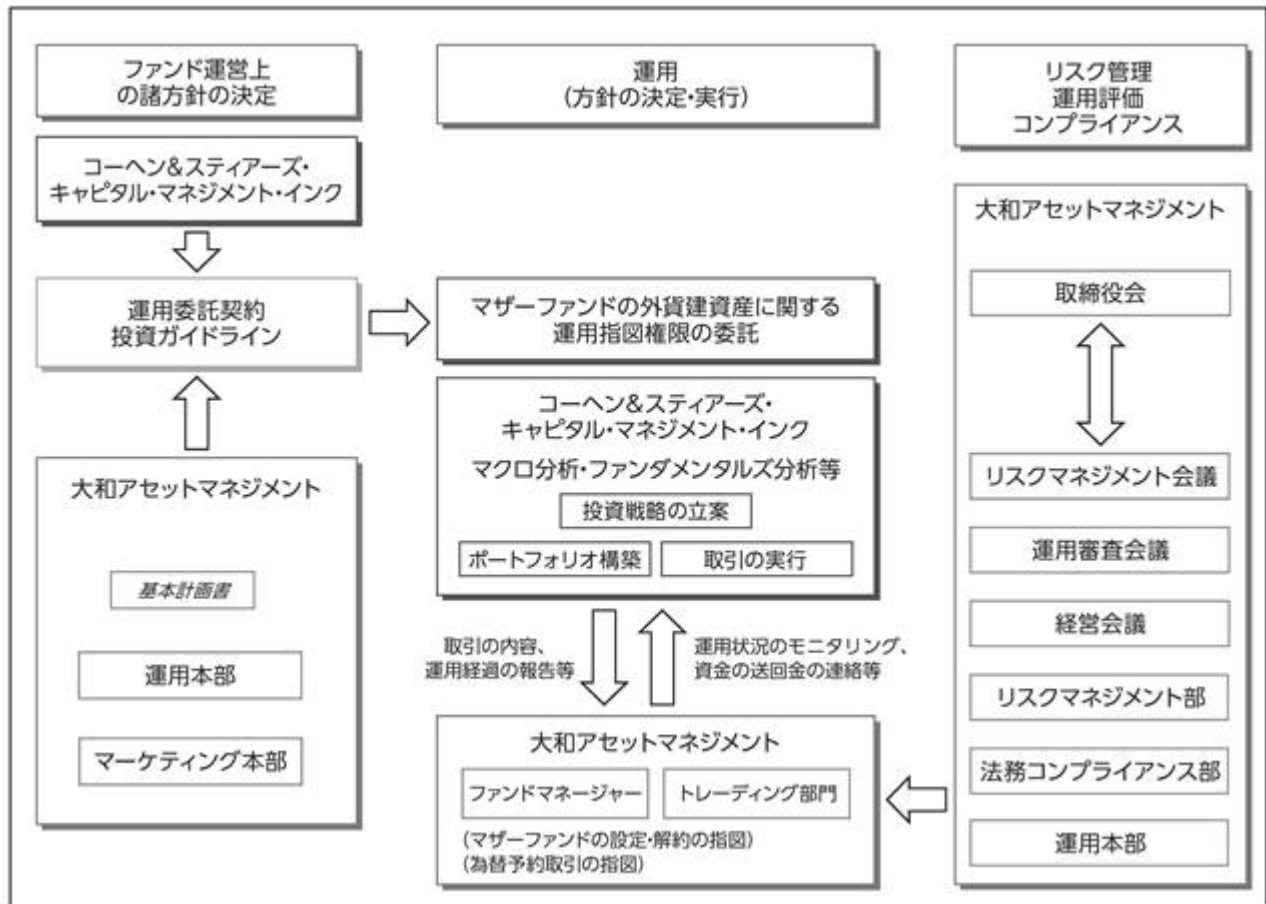 ファンド運営上
の諸方針の決定
コーヘン&スティアーズ・
キャピタル・マネジメント・インク
運用委託契約
投資ガイドライン
大和アセットマネジメント
基本計画書
運用本部
マーケティング本部
運用
(方針の決定・実行)
マザーファンドの外貨建資産に関する
運用指図権限の委託
コーヘン&スティアーズ・
キャピタル・マネジメント・インク
マクロ分析・ファンダメンタルズ分析等
投資戦略の立案
ポートフォリオ構築
取引の実行
取引の内容、
運用経過の報告等
運用状況のモニタリング、
資金の送回金の連絡等
大和アセットマネジメント
ファンドマネージャー
トレーディング部門
(マザーファンドの設定・解約の指図)
(為替予約取引の指図)
リスク管理
運用評価
コンプライアンス
大和アセットマネジメント
取締役会
リスクマネジメント会議
運用審査会議
経営会議
リスクマネジメント部
法務コンプライアンス部
運用本部